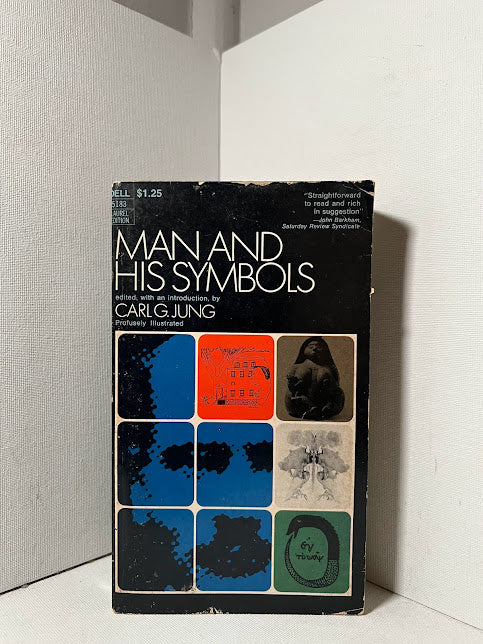 DELL $1.25
5183
LAUREL
EDITION
"Straightforward
to read and rich
in suggestion"
—John Barkham,
Saturday Review Syndicate
MAN AND
HIS SYMBOLS
edited, with an introduction, by
CARL G. JUNG
Profusely Illustrated